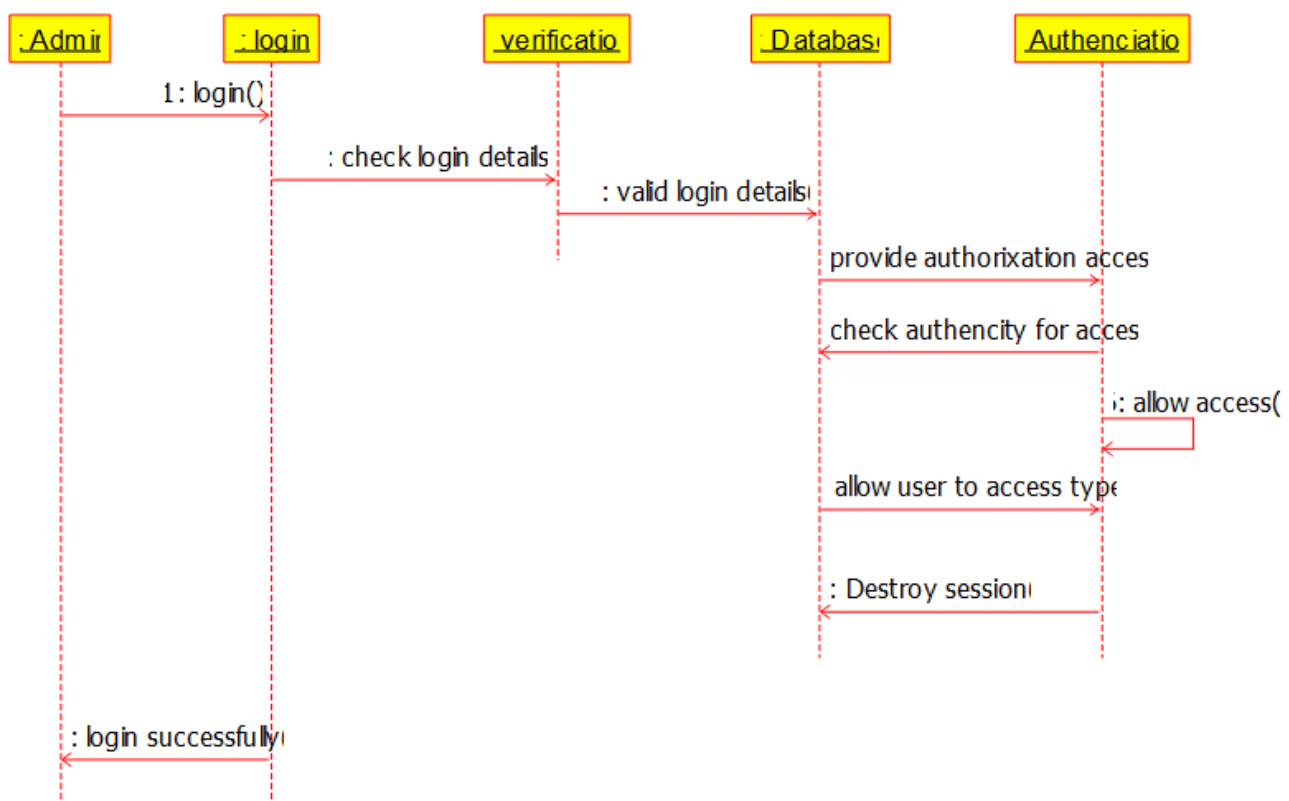 : Admin
: login
verificatio
: Databas
Authenciatio
1: login()
: check login details
: valid login details(
provide authorixation acces
check authencity for acces
: allow access(
allow user to access type
: Destroy session(
: login successfully(